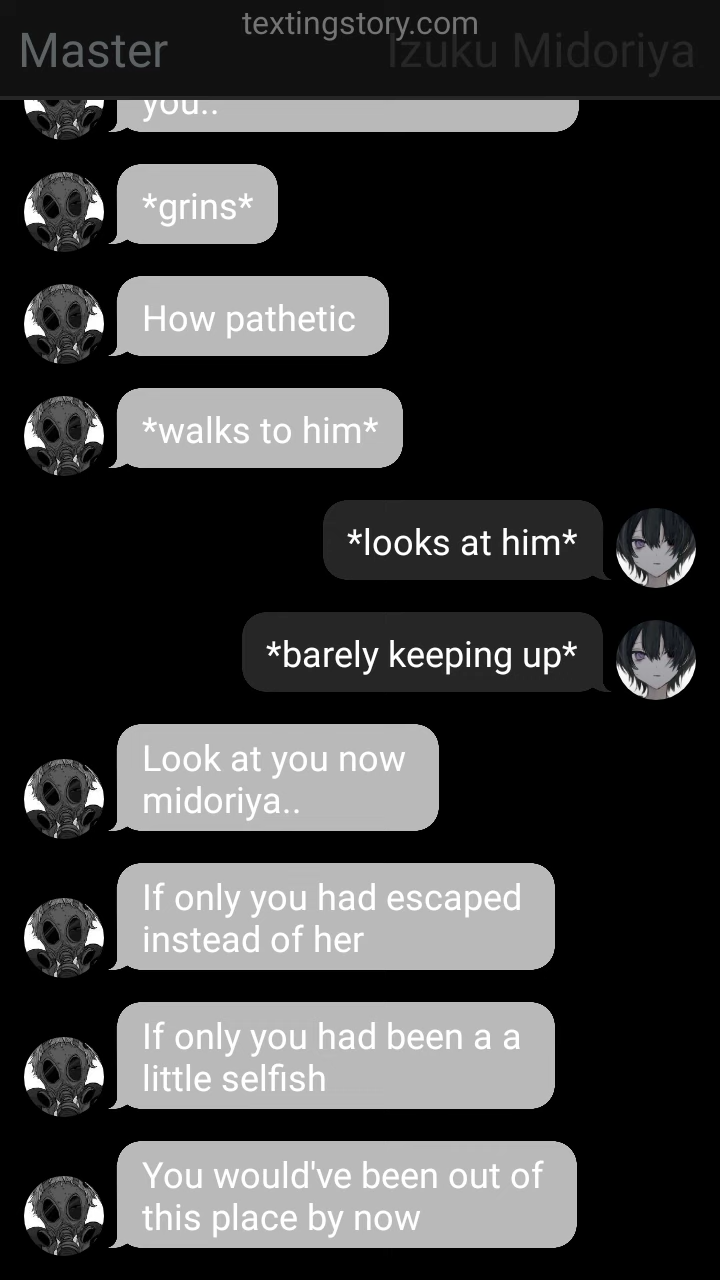 textingstory.com
Master
Izuku Midoriya
you..
*grins*
How pathetic
*walks to him*
*looks at him*
*barely keeping up*
Look at you now
midoriya..
If only you had escaped
instead of her
If only you had been a a
little selfish
You would've been out of
this place by now